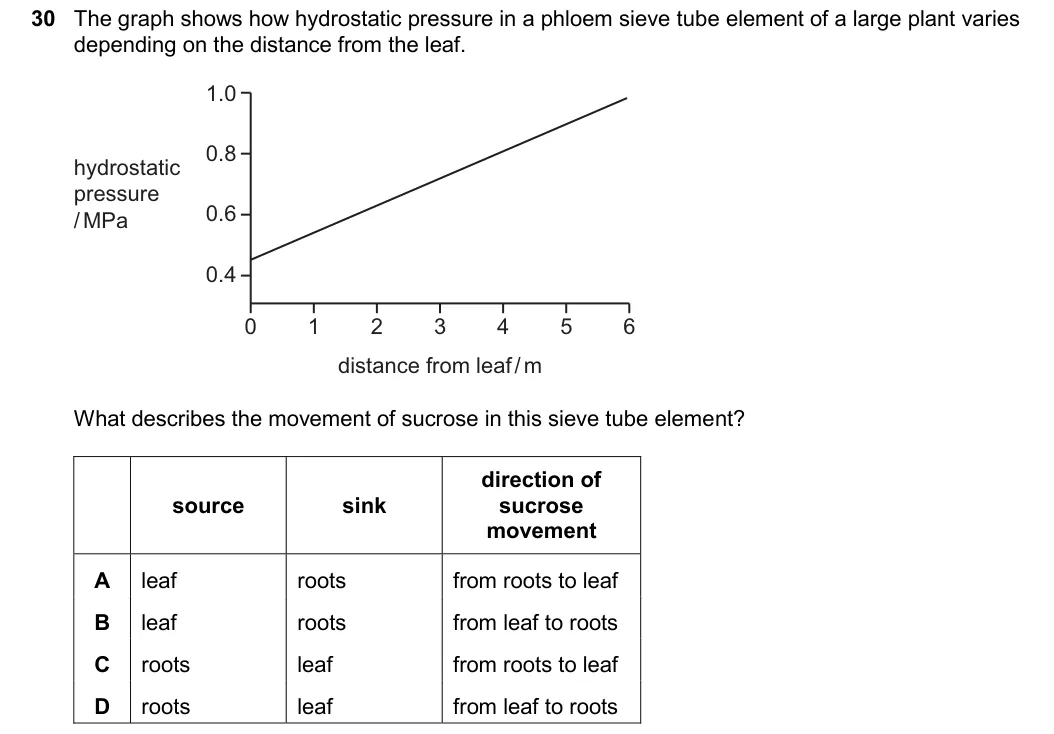 30 The graph shows how hydrostatic pressure in a phloem sieve tube element of a large plant varies
depending on the distance from the leaf.
1.0
0.8
hydrostatic
pressure
/ MPa
0.6
0.4
0 1 2 3 4 5 6
distance from leaf / m
What describes the movement of sucrose in this sieve tube element?
source sink direction of
sucrose
movement
A leaf roots from roots to leaf
B leaf roots from leaf to roots
C roots leaf from roots to leaf
D roots leaf from leaf to roots